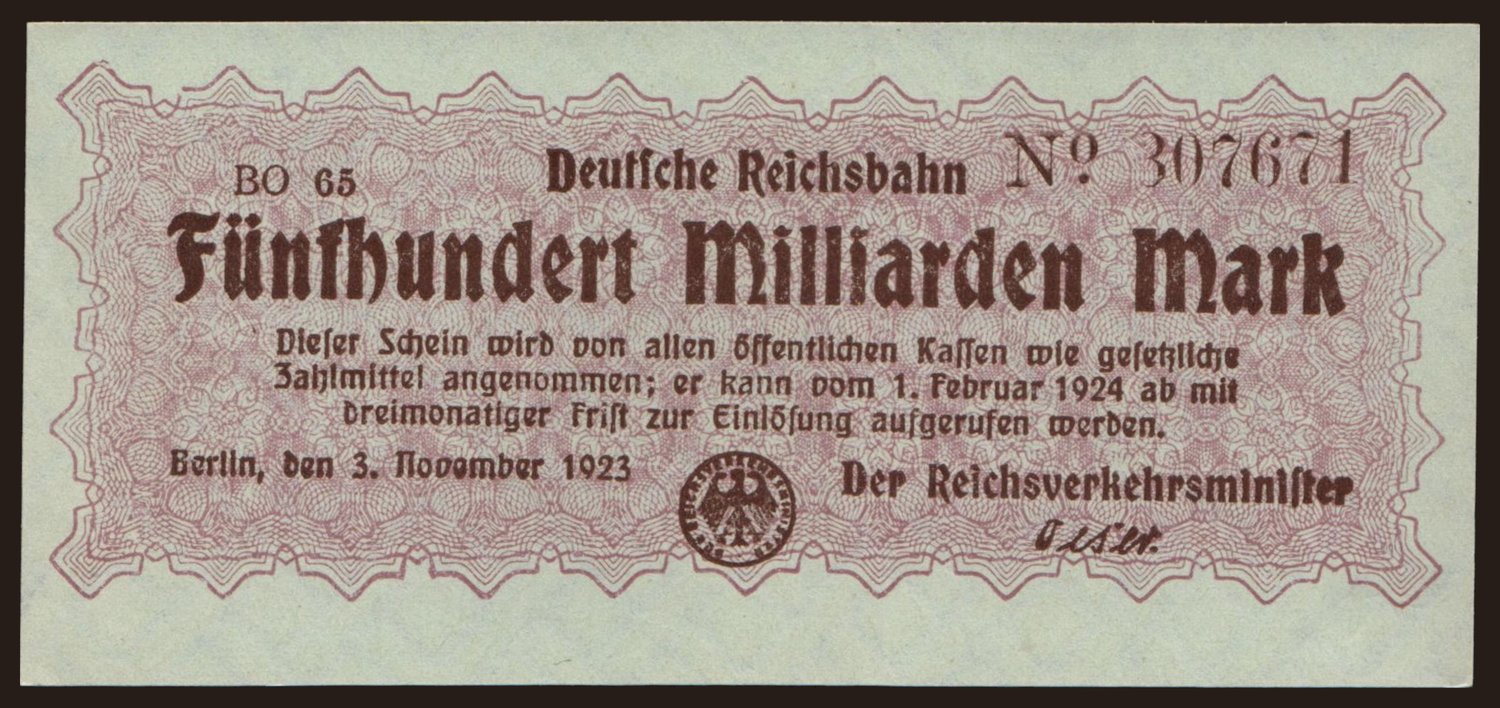 BO 65
Deutsche Reichsbahn
No 307671
Fünfhundert Milliarden Mark
Dieser Schein wird von allen öffentlichen Kassen wie gesetzliche
Zahlmittel angenommen; er kann vom 1. Februar 1924 ab mit
dreimonatiger Frist zur Einlösung aufgerufen werden.
Berlin, den 3. November 1923
Der Reichsverkehrsminister
Oeser.